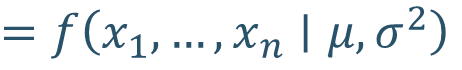 = f(x₁, …, xₙ | μ, σ²)